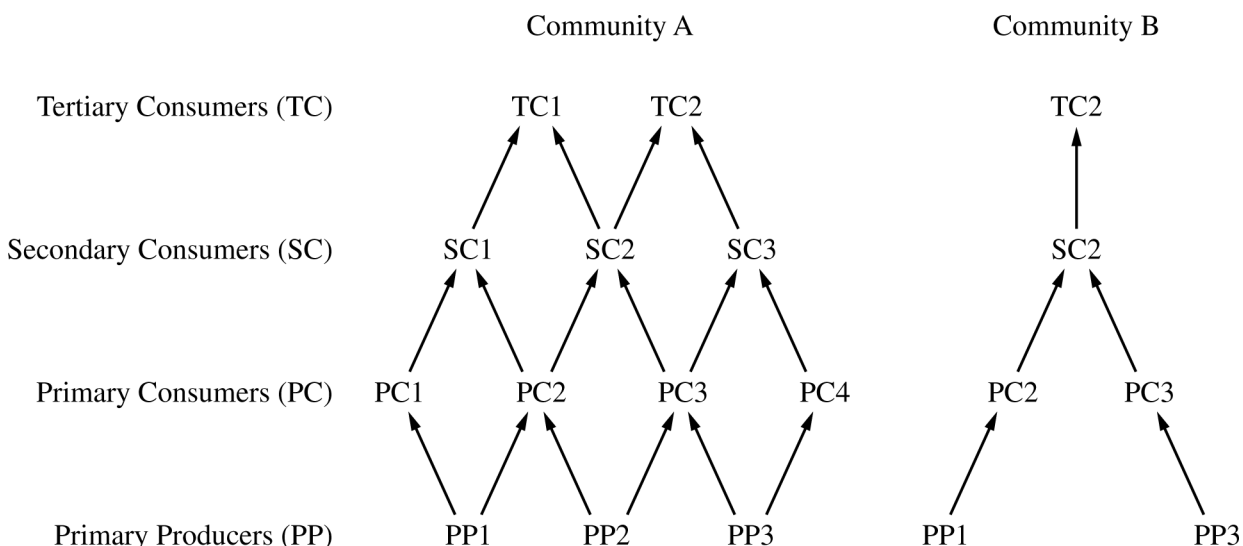 Community A Community B
Tertiary Consumers (TC) TC1 TC2 TC2
Secondary Consumers (SC) SC1 SC2 SC3 SC2
Primary Consumers (PC) PC1 PC2 PC3 PC4 PC2 PC3
Primary Producers (PP) PP1 PP2 PP3 PP1 PP3